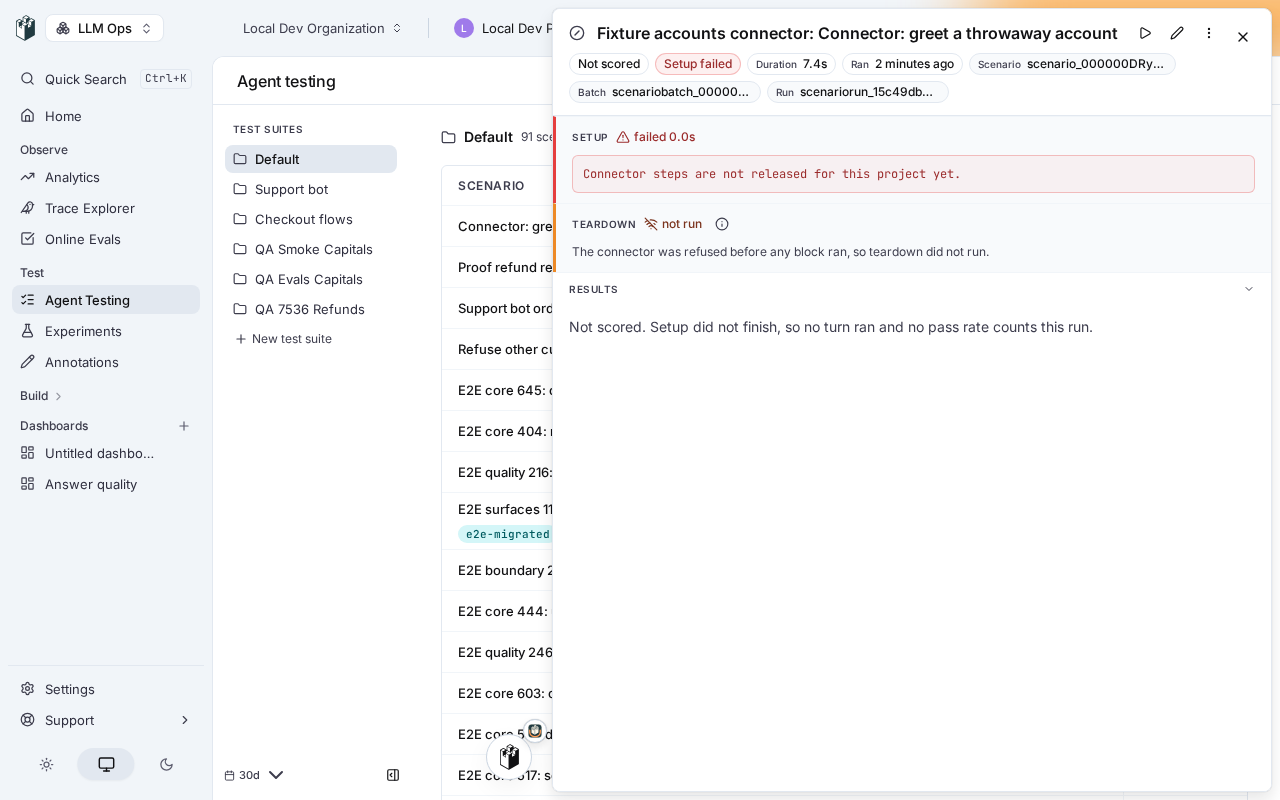 LLM Ops
Local Dev Organization
L
Local Dev P
Quick Search Ctrl+K
Home
Observe
Analytics
Trace Explorer
Online Evals
Test
Agent Testing
Experiments
Annotations
Build
Dashboards
Untitled dashbo...
Answer quality
Settings
Support
Agent testing
TEST SUITES
Default
Support bot
Checkout flows
QA Smoke Capitals
QA Evals Capitals
QA 7536 Refunds
New test suite
30d
Default 91 sce
SCENARIO
Connector: gre
Proof refund re
Support bot ord
Refuse other cu
E2E core 645:
E2E core 404:
E2E quality 216:
E2E surfaces 11
e2e-migrated
E2E boundary 2
E2E core 444:
E2E quality 246
E2E core 603:
E2E core
Fixture accounts connector: Connector: greet a throwaway account
Not scored
Setup failed
Duration 7.4s
Ran 2 minutes ago
Scenario scenario_000000DRy...
Batch scenariobatch_00000...
Run scenariorun_15c49db...
SETUP failed 0.0s
Connector steps are not released for this project yet.
TEARDOWN not run
The connector was refused before any block ran, so teardown did not run.
RESULTS
Not scored. Setup did not finish, so no turn ran and no pass rate counts this run.